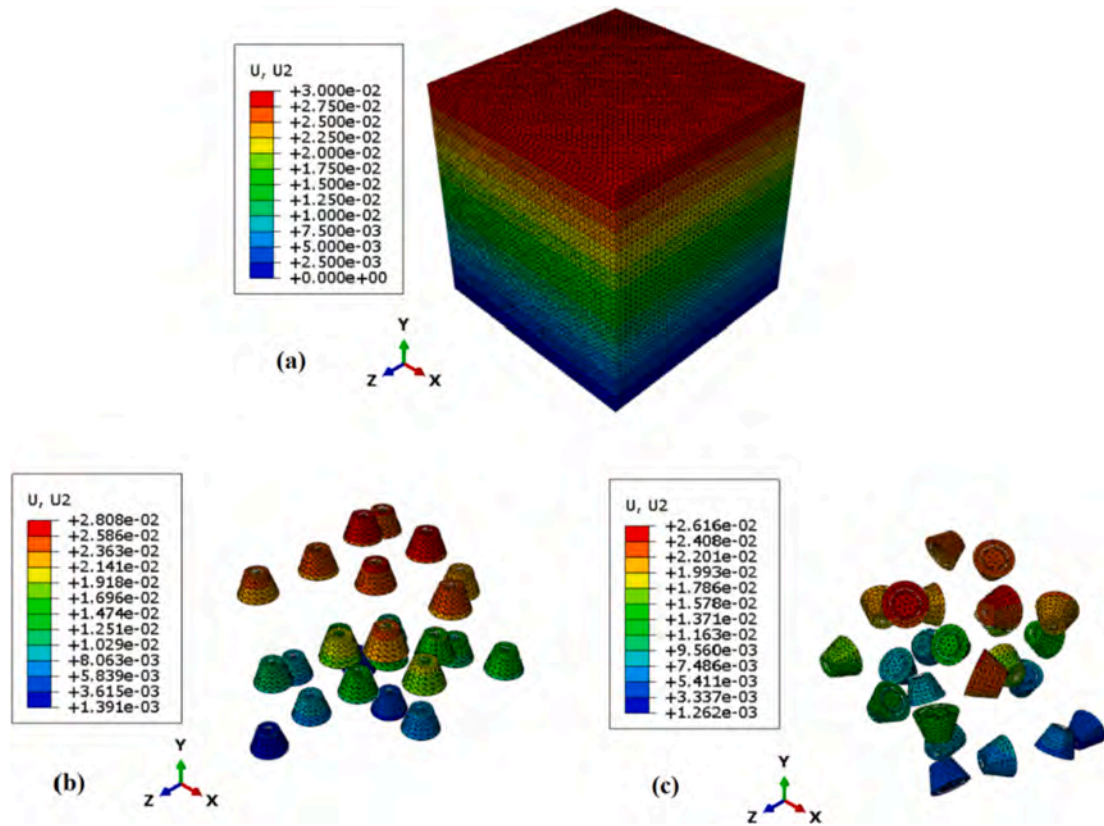 U, U2
+3.000e-02
+2.750e-02
+2.500e-02
+2.250e-02
+2.000e-02
+1.750e-02
+1.500e-02
+1.250e-02
+1.000e-02
+7.500e-03
+5.000e-03
+2.500e-03
+0.000e+00
Y
Z
X
(a)
U, U2
+2.808e-02
+2.586e-02
+2.363e-02
+2.141e-02
+1.918e-02
+1.696e-02
+1.474e-02
+1.251e-02
+1.029e-02
+8.063e-03
+5.839e-03
+3.615e-03
+1.391e-03
Y
Z
X
(b)
U, U2
+2.616e-02
+2.408e-02
+2.201e-02
+1.993e-02
+1.786e-02
+1.578e-02
+1.371e-02
+1.163e-02
+9.560e-03
+7.486e-03
+5.411e-03
+3.337e-03
+1.262e-03
Y
Z
X
(c)